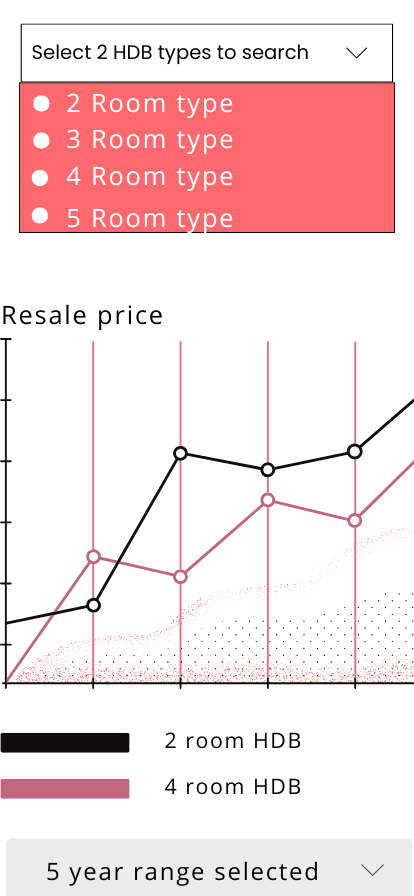 Select 2 HDB types to search
2 Room type
3 Room type
4 Room type
5 Room type
Resale price
2 room HDB
4 room HDB
5 year range selected